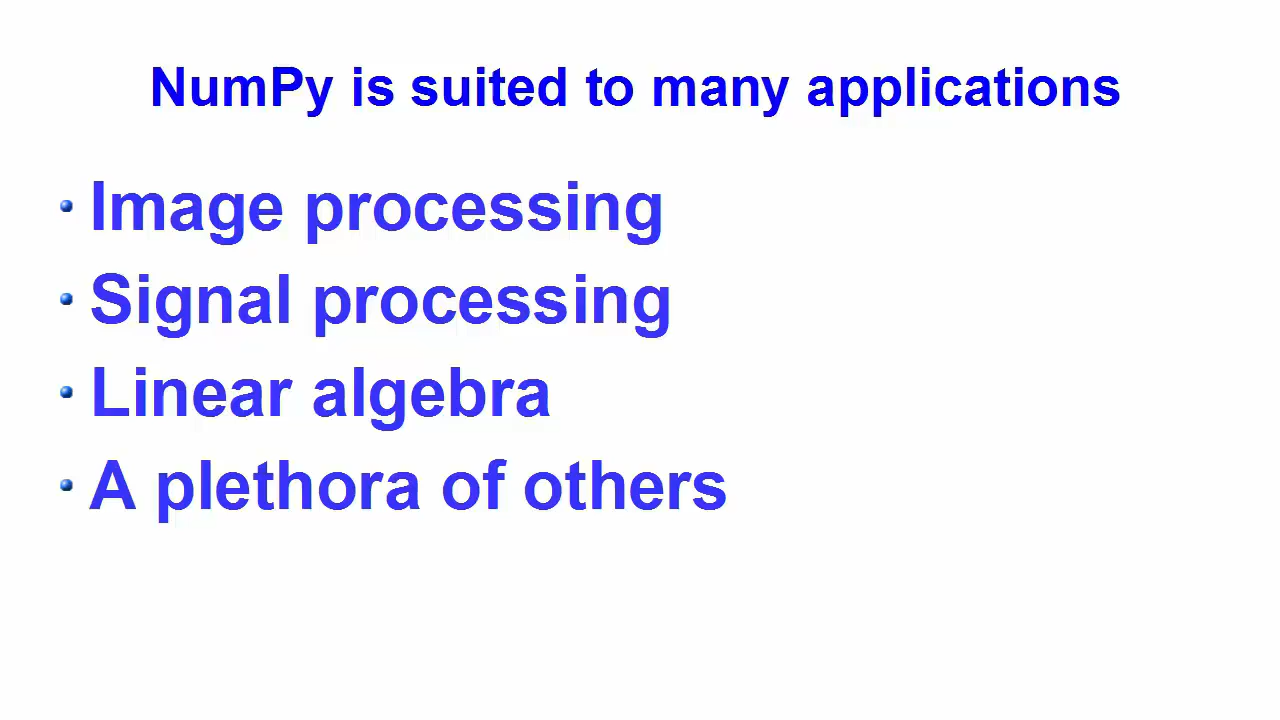 NumPy is suited to many applications
• Image processing
• Signal processing
• Linear algebra
• A plethora of others